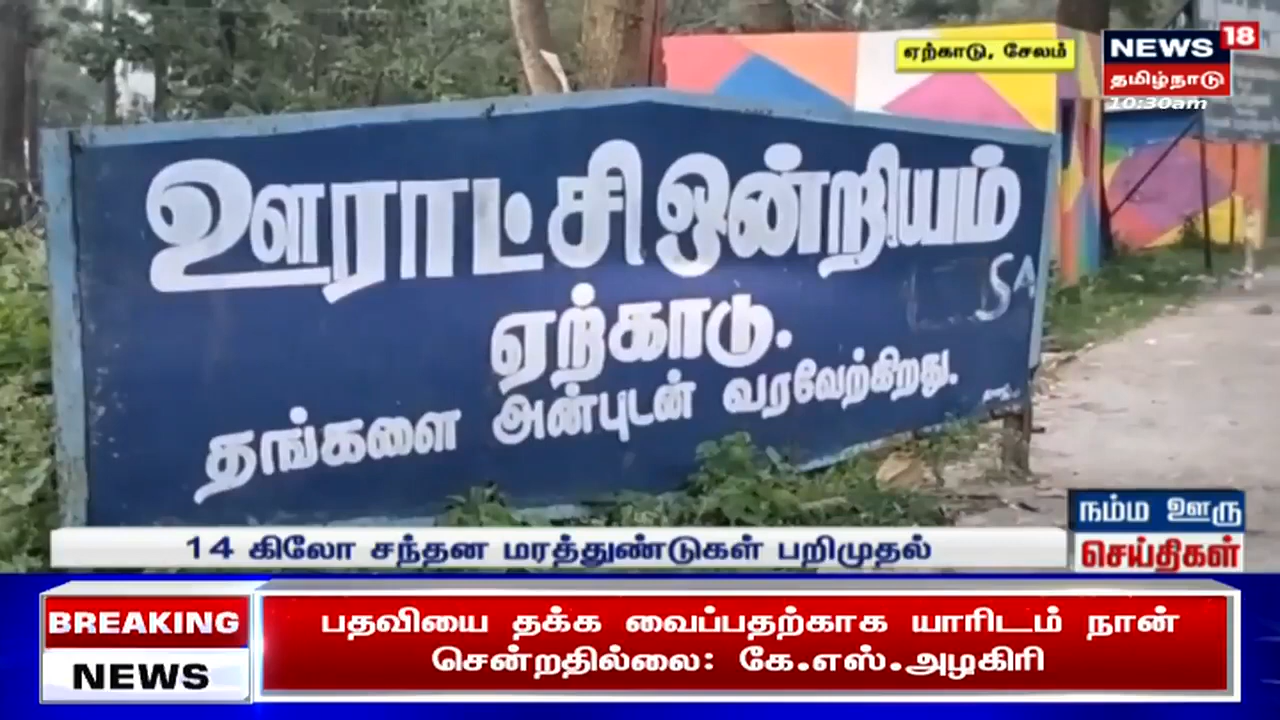 ஏற்காடு, சேலம்
NEWS 18
தமிழ்நாடு
10:30am
ஊராட்சி ஒன்றியம்
SA
ஏற்காடு.
தங்களை அன்புடன் வரவேற்கிறது.
14 கிலோ சந்தன மரத்துண்டுகள் பறிமுதல்
நம்ம ஊரு
செய்திகள்
BREAKING
NEWS
பதவியை தக்க வைப்பதற்காக யாரிடம் நான்
சென்றதில்லை: கே.எஸ்.அழகிரி